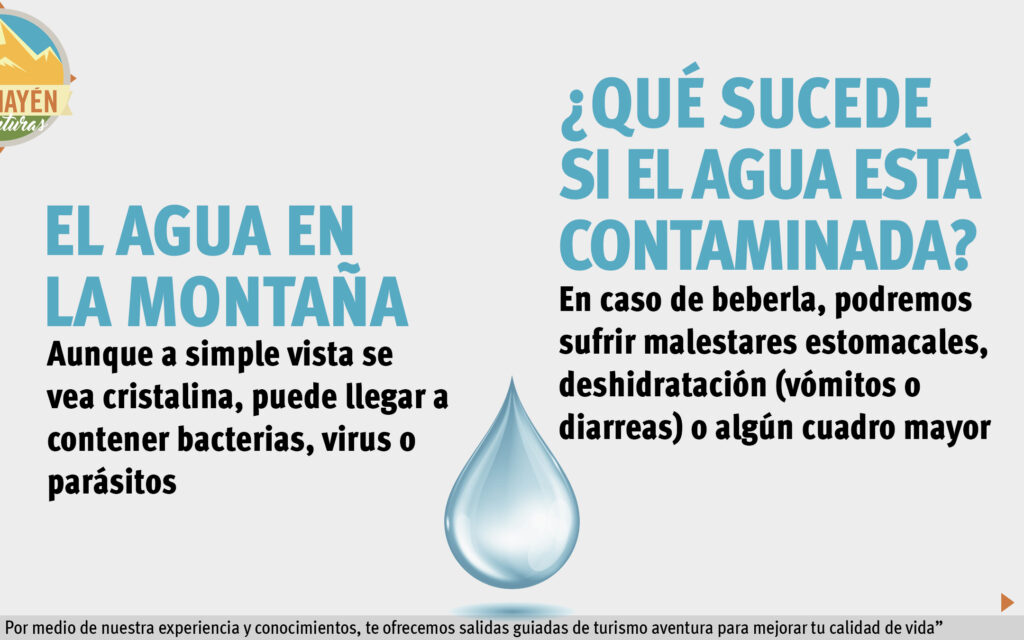 EL AGUA EN
LA MONTAÑA
Aunque a simple vista se
vea cristalina, puede llegar a
contener bacterias, virus o
parásitos
¿QUÉ SUCEDE
SI EL AGUA ESTÁ
CONTAMINADA?
En caso de beberla, podremos
sufrir malestares estomacales,
deshidratación (vómitos o
diarreas) o algún cuadro mayor
Por medio de nuestra experiencia y conocimientos, te ofrecemos salidas guiadas de turismo aventura para mejorar tu calidad de vida”